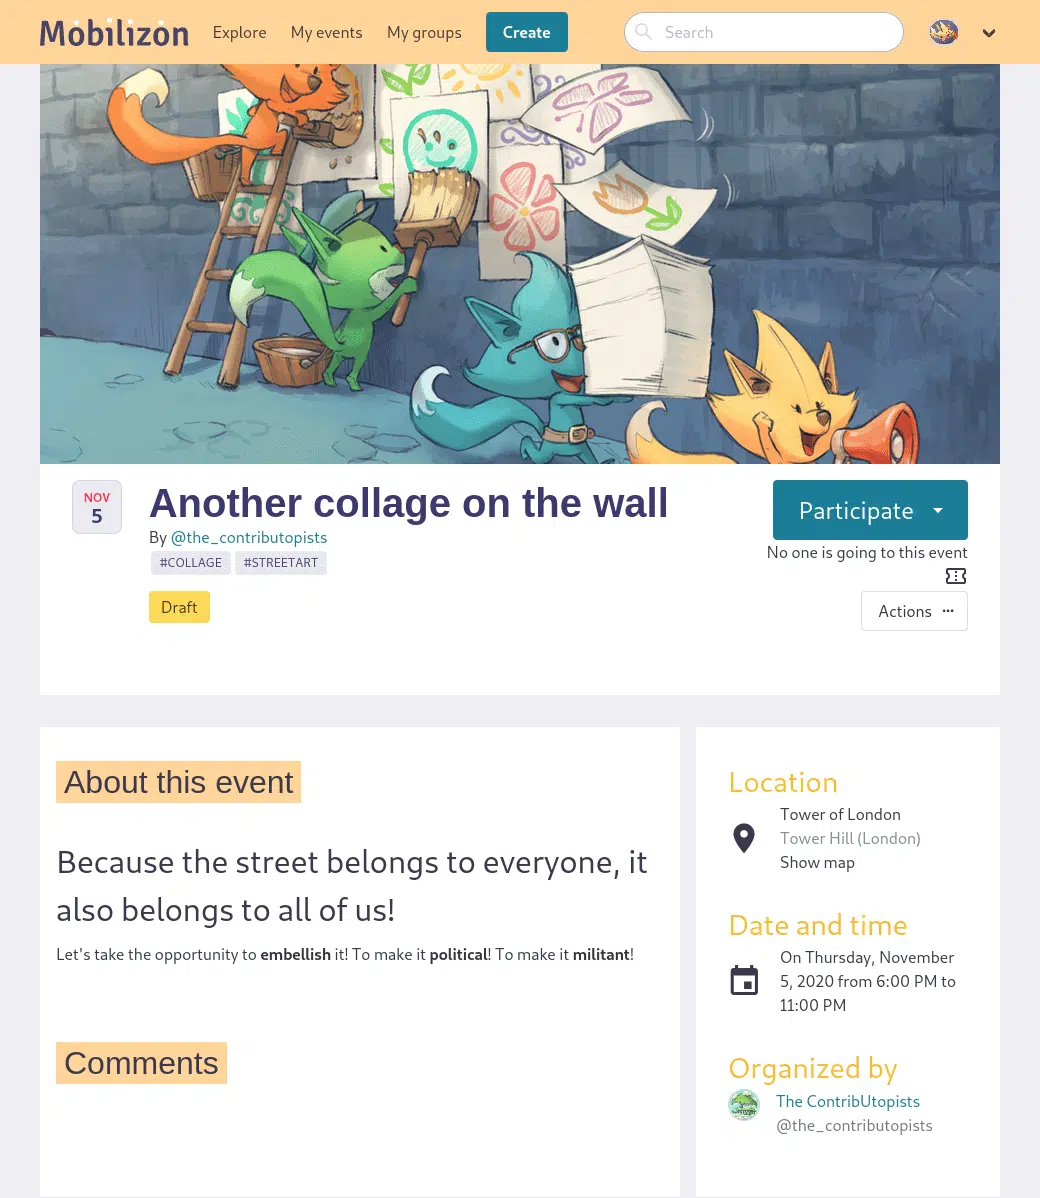 Mobilizon
Explore
My events
My groups
Create
Search
NOV
5
Another collage on the wall
By @the_contributopists
#COLLAGE
#STREETART
Draft
Participate
No one is going to this event
Actions
About this event
Because the street belongs to everyone, it
also belongs to all of us!
Let's take the opportunity to embellish it! To make it political! To make it militant!
Comments
Location
Tower of London
Tower Hill (London)
Show map
Date and time
On Thursday, November
5, 2020 from 6:00 PM to
11:00 PM
Organized by
The ContribUtopists
@the_contributopists